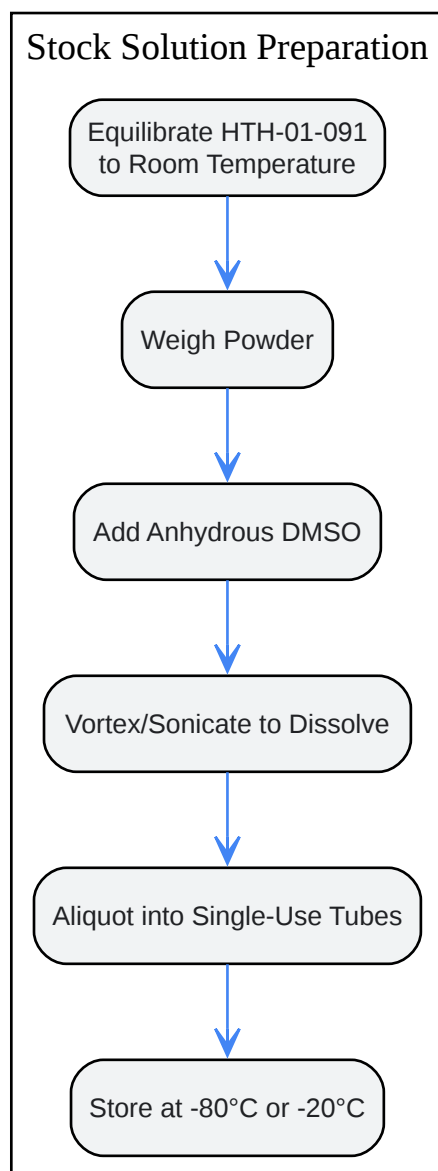 Stock Solution Preparation
Equilibrate HTH-01-091
to Room Temperature
Weigh Powder
Add Anhydrous DMSO
Vortex/Sonicate to Dissolve
Aliquot into Single-Use Tubes
Store at -80°C or -20°C